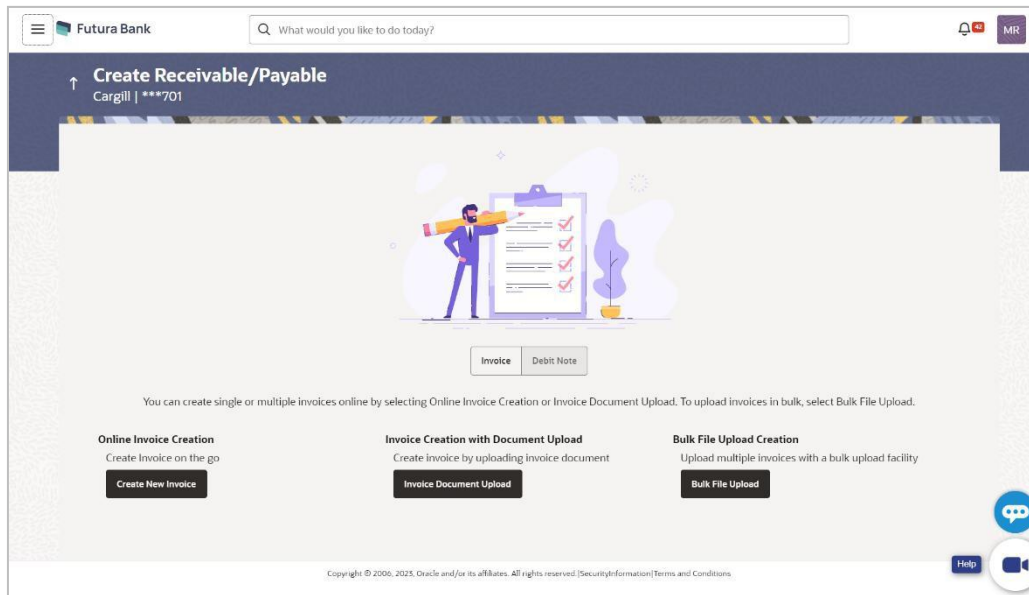 Futura Bank
What would you like to do today?
42
MR
Create Receivable/Payable
Cargill | ***701
Invoice
Debit Note
You can create single or multiple invoices online by selecting Online Invoice Creation or Invoice Document Upload. To upload invoices in bulk, select Bulk File Upload.
Online Invoice Creation
Create Invoice on the go
Create New Invoice
Invoice Creation with Document Upload
Create invoice by uploading invoice document
Invoice Document Upload
Bulk File Upload Creation
Upload multiple invoices with a bulk upload facility
Bulk File Upload
Help
Copyright © 2006, 2023, Oracle and/or its affiliates. All rights reserved.|SecurityInformation|Terms and Conditions